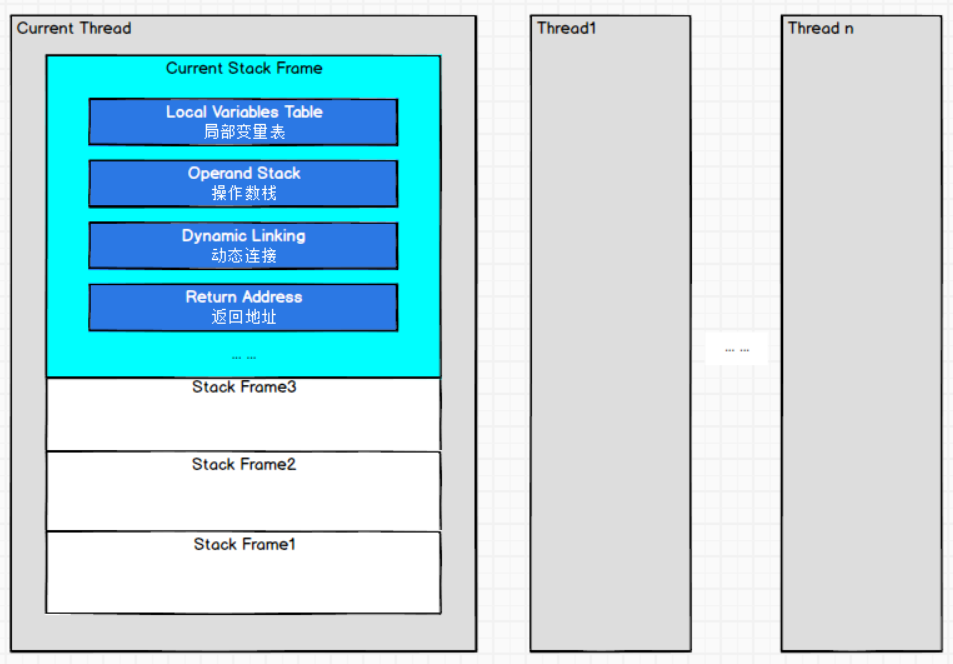 Current Thread
Current Stack Frame
Local Variables Table
局部变量表
Operand Stack
操作数栈
Dynamic Linking
动态连接
Return Address
返回地址
... ...
Stack Frame3
Stack Frame2
Stack Frame1
Thread1
... ...
Thread n